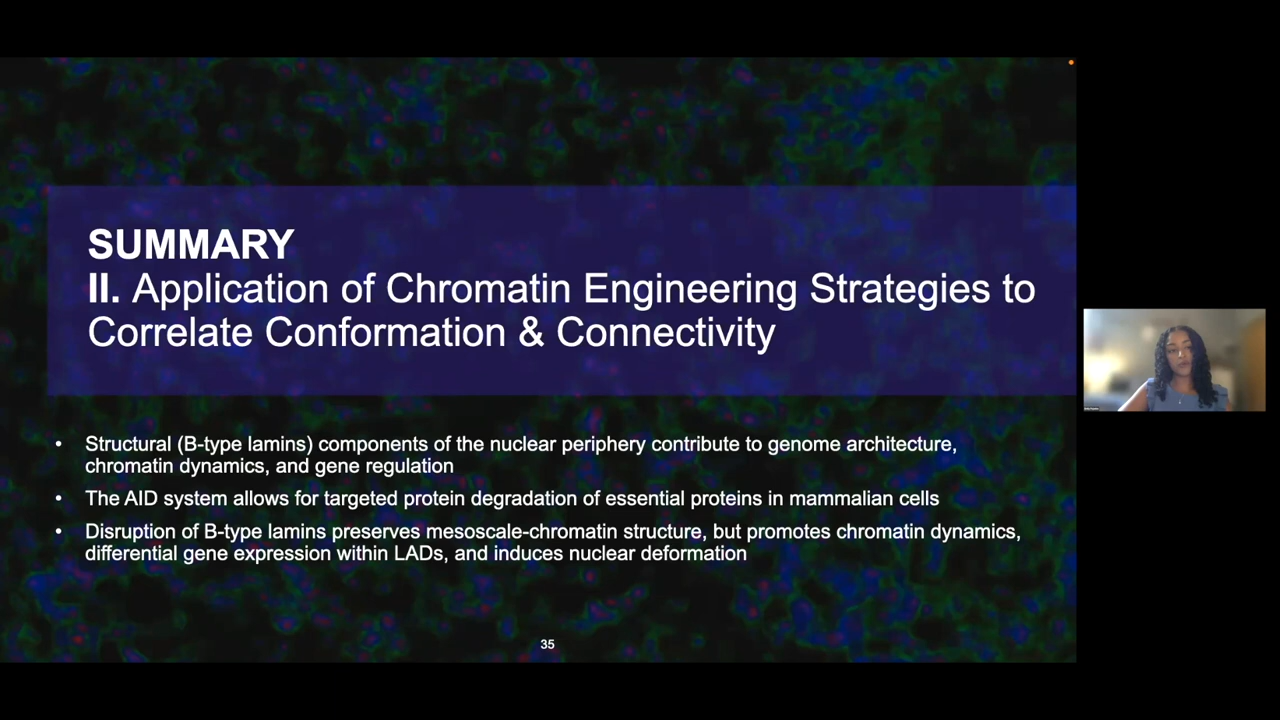 SUMMARY
II. Application of Chromatin Engineering Strategies to
Correlate Conformation & Connectivity
• Structural (B-type lamins) components of the nuclear periphery contribute to genome architecture,
chromatin dynamics, and gene regulation
• The AID system allows for targeted protein degradation of essential proteins in mammalian cells
• Disruption of B-type lamins preserves mesoscale-chromatin structure, but promotes chromatin dynamics,
differential gene expression within LADs, and induces nuclear deformation
35